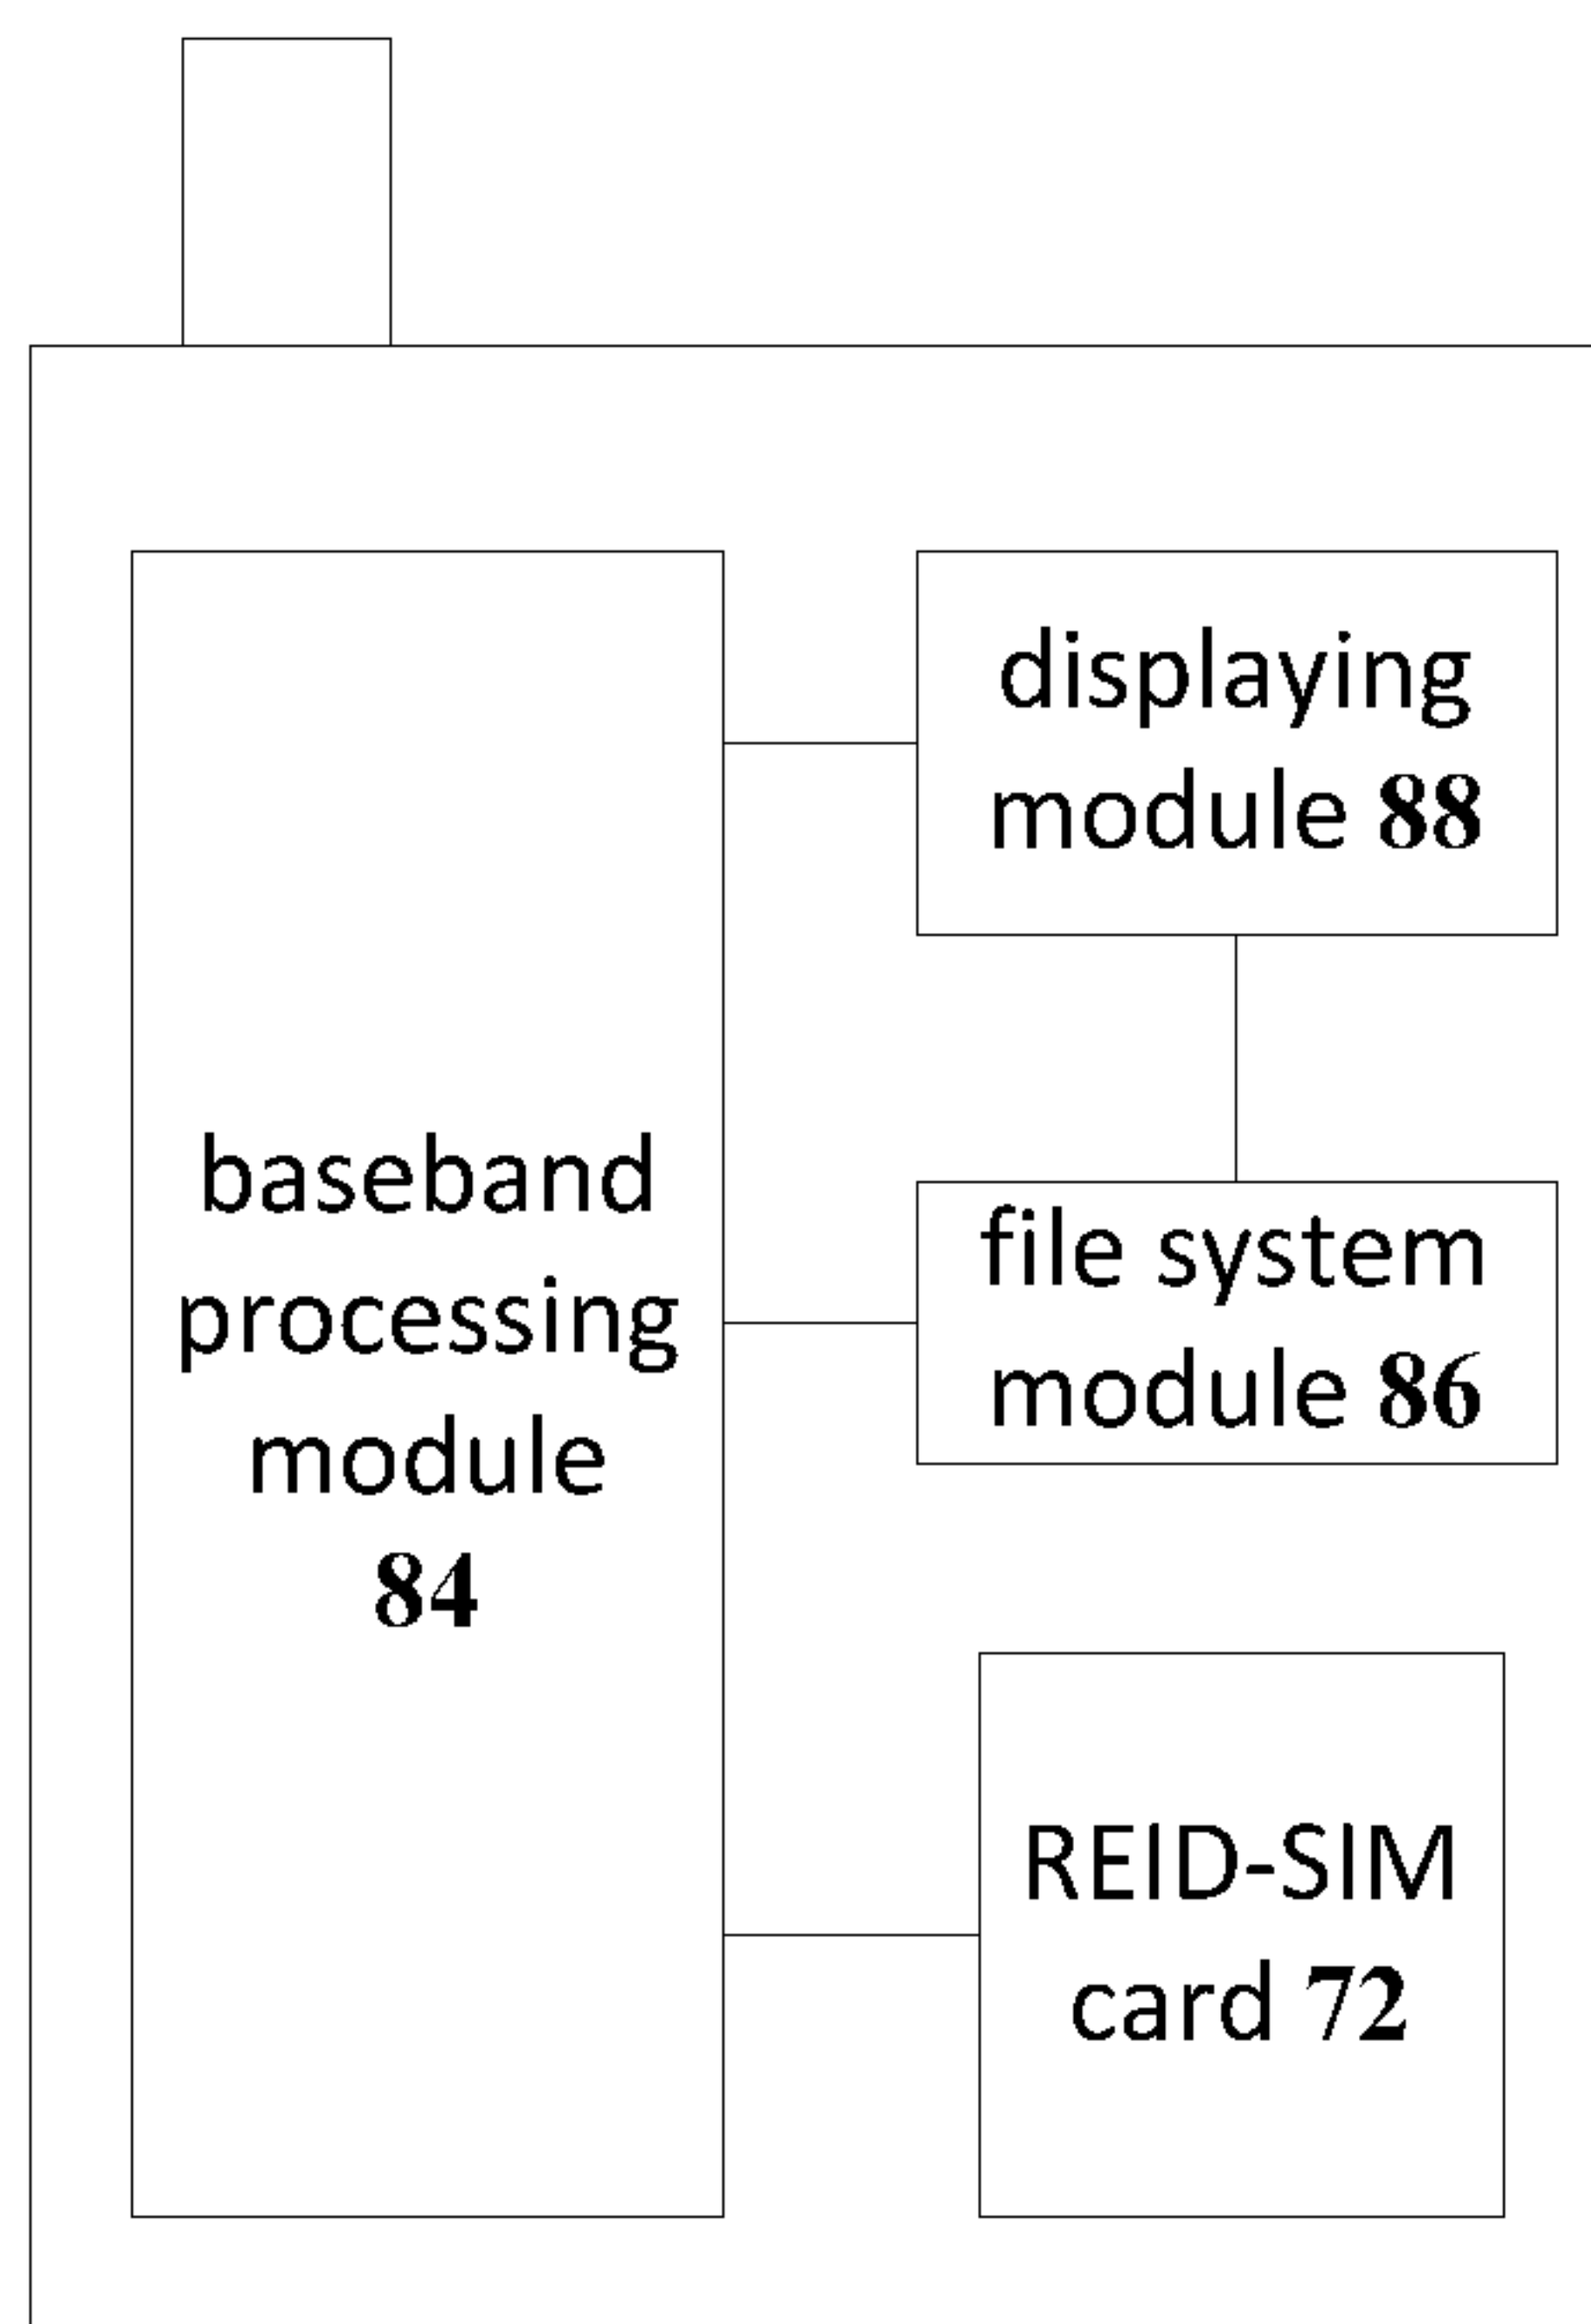 displaying
module 88
baseband
processing
module
84
file system
module 86
REID-SIM
card 72